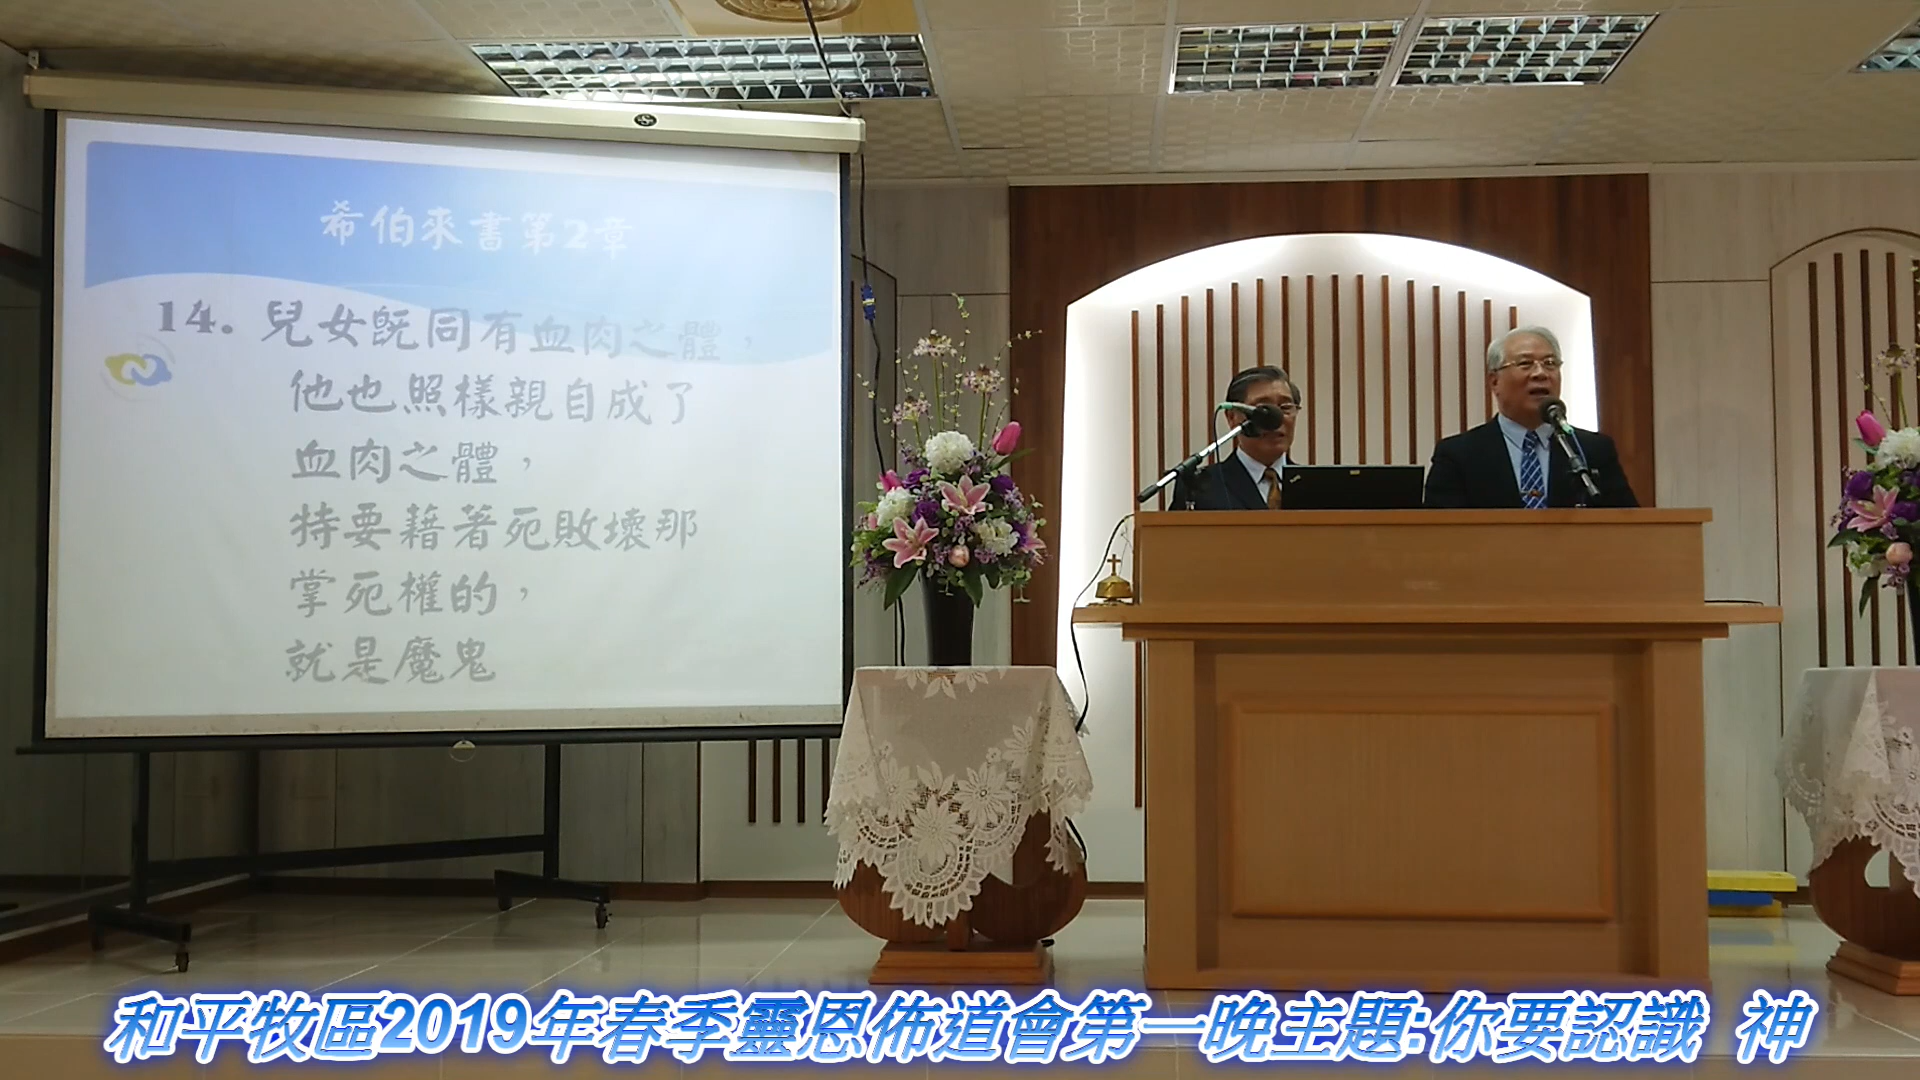 希伯來書第2章
14. 兒女既同有血肉之體，
他也照樣親自成了
血肉之體，
特要藉著死敗壞那
掌死權的，
就是魔鬼
和平牧區2019年春季靈恩佈道會第一晚主題:你要認識 神